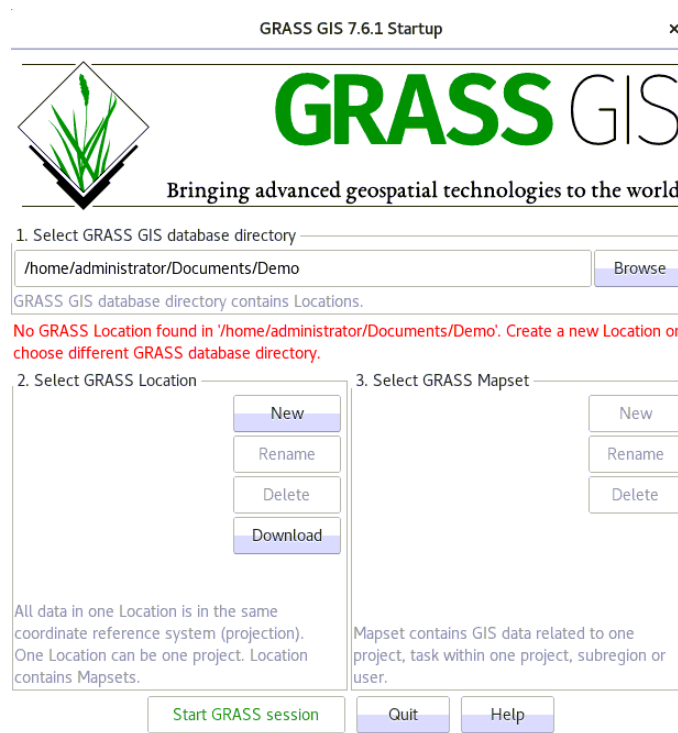 GRASS GIS 7.6.1 Startup
GRASS GIS
Bringing advanced geospatial technologies to the world
1. Select GRASS GIS database directory
/home/administrator/Documents/Demo
Browse
GRASS GIS database directory contains Locations.
No GRASS Location found in '/home/administrator/Documents/Demo'. Create a new Location or
choose different GRASS database directory.
2. Select GRASS Location
New
Rename
Delete
Download
All data in one Location is in the same
coordinate reference system (projection).
One Location can be one project. Location
contains Mapsets.
3. Select GRASS Mapset
New
Rename
Delete
Mapset contains GIS data related to one
project, task within one project, subregion or
user.
Start GRASS session
Quit
Help